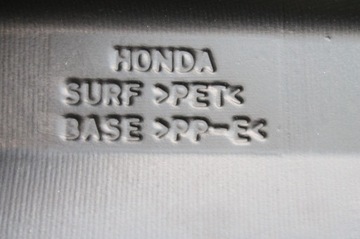 HONDA
SURF >PET<
BASE >PP-E<